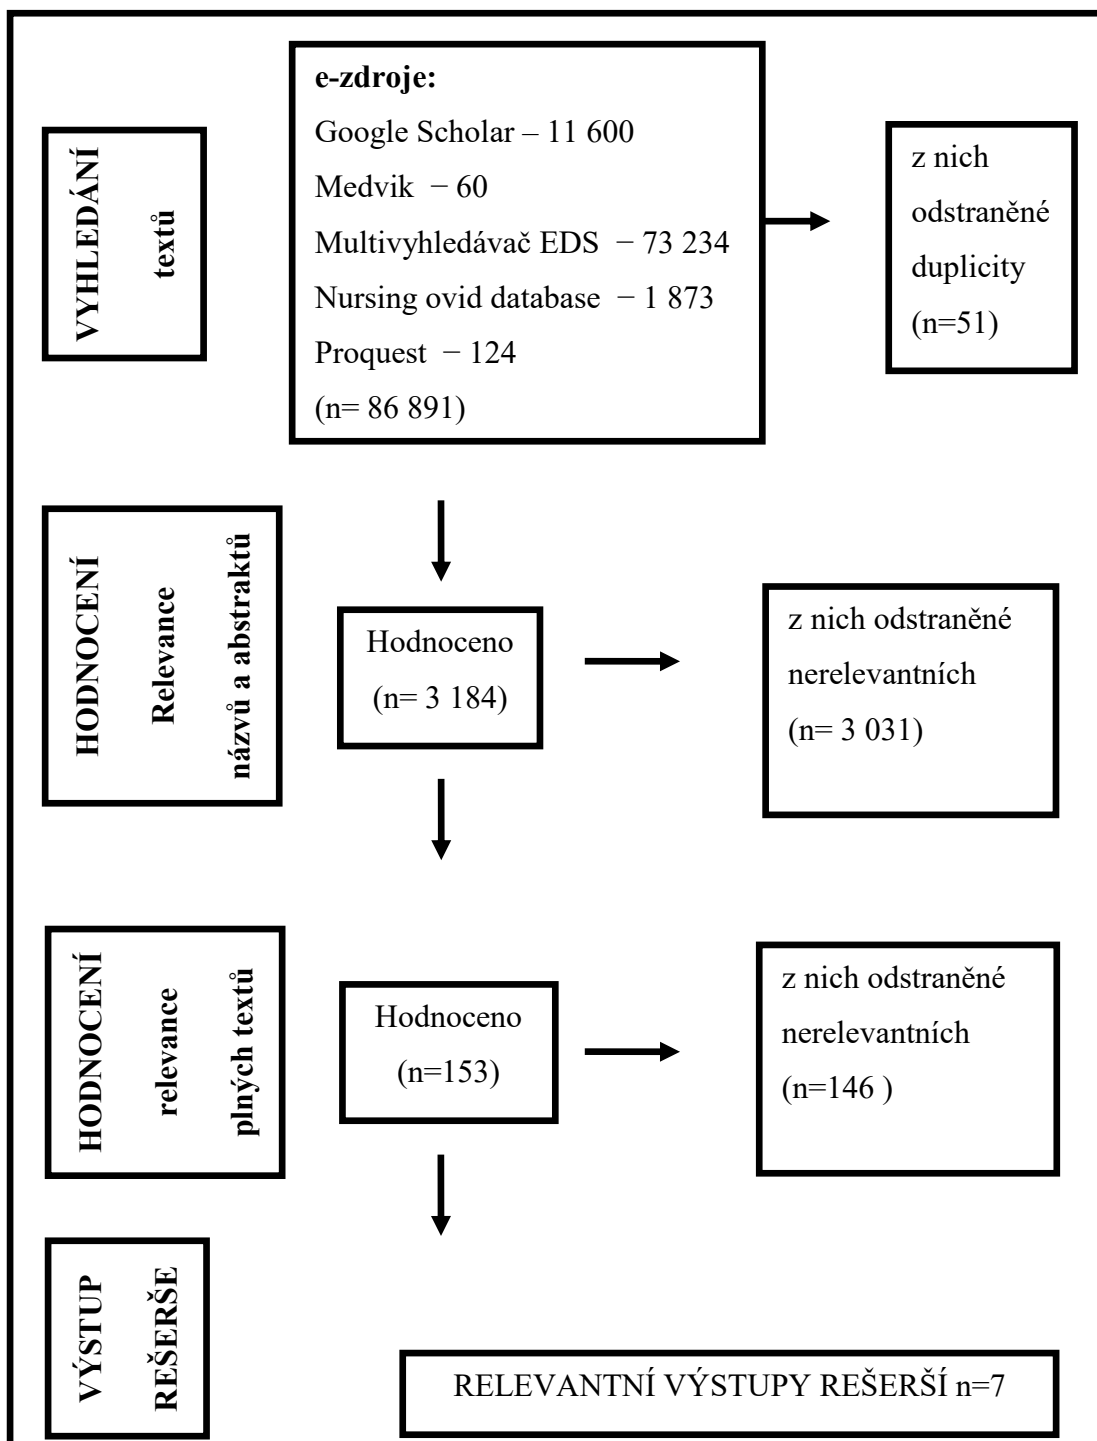 VYHLEDÁNÍ
textů
e-zdroje:
Google Scholar – 11 600
Medvik − 60
Multivyhledávač EDS − 73 234
Nursing ovid database − 1 873
Proquest − 124
(n= 86 891)
z nich
odstraněné
duplicity
(n=51)
HODNOCENÍ
Relevance
názvů a abstraktů
Hodnoceno
(n= 3 184)
z nich odstraněné
nerelevantních
(n= 3 031)
HODNOCENÍ
relevance
plných textů
Hodnoceno
(n=153)
z nich odstraněné
nerelevantních
(n=146 )
VÝSTUP
REŠERŠE
RELEVANTNÍ VÝSTUPY REŠERŠÍ n=7